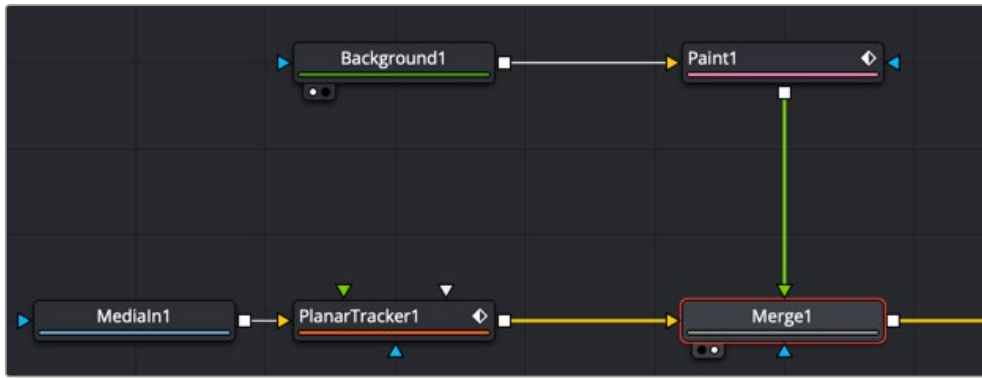 Background1
Paint1
MediaIn1
PlanarTracker1
Merge1